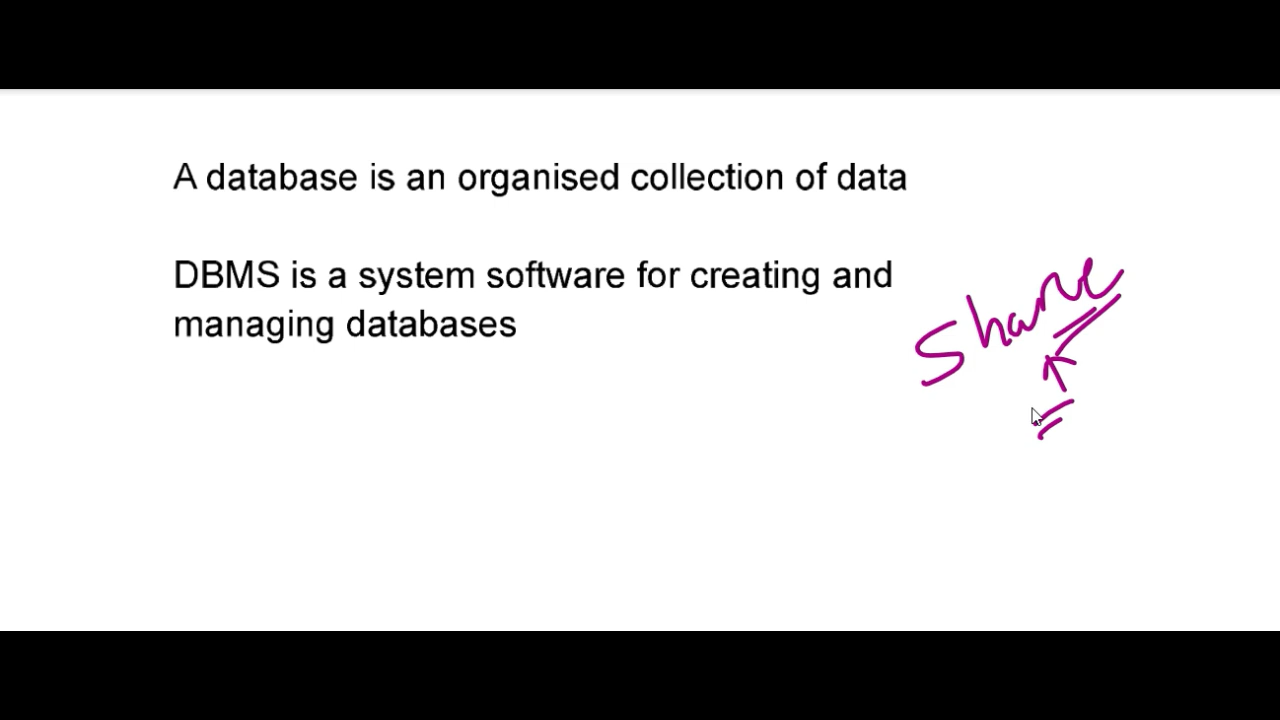 A database is an organised collection of data
DBMS is a system software for creating and
managing databases
Share